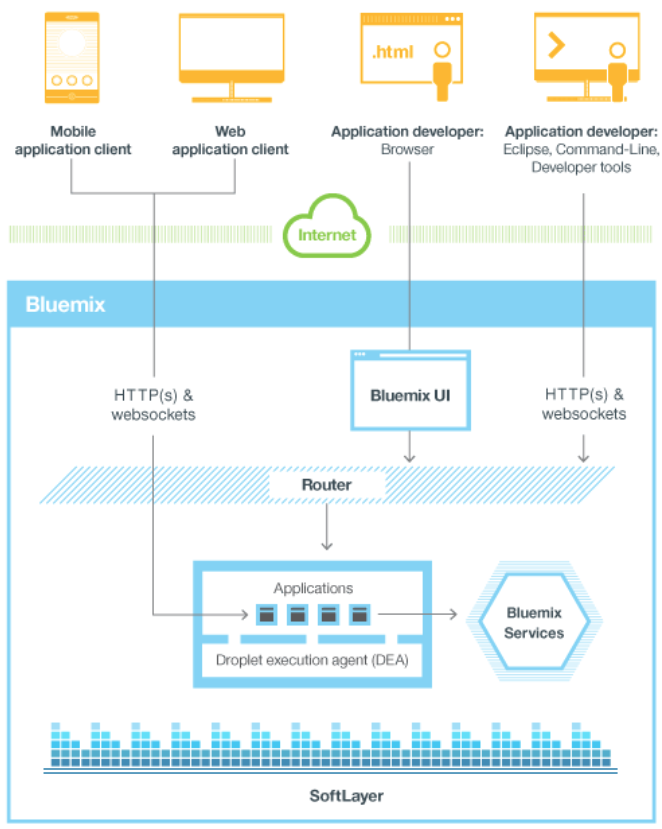 .html
Mobile
application client
Web
application client
Application developer:
Browser
Application developer:
Eclipse, Command-Line,
Developer tools
Internet
Bluemix
HTTP(s) &
websockets
Bluemix UI
HTTP(s) &
websockets
Router
Applications
Droplet execution agent (DEA)
Bluemix
Services
SoftLayer